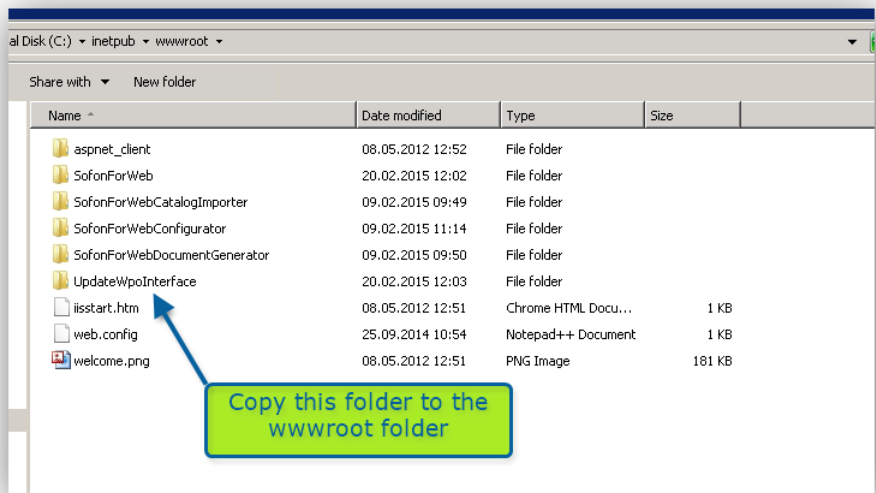 al Disk (C:) ▾ inetpub ▾ wwwroot ▾
Share with ▾ New folder
Name Date modified Type Size
aspnet_client 08.05.2012 12:52 File folder
SofonForWeb 20.02.2015 12:02 File folder
SofonForWebCatalogImporter 09.02.2015 09:49 File folder
SofonForWebConfigurator 09.02.2015 11:14 File folder
SofonForWebDocumentGenerator 09.02.2015 09:50 File folder
UpdateWpoInterface 20.02.2015 12:03 File folder
iisstart.htm 08.05.2012 12:51 Chrome HTML Docu... 1 KB
web.config 25.09.2014 10:54 Notepad++ Document 1 KB
welcome.png 08.05.2012 12:51 PNG Image 181 KB
Copy this folder to the
wwwroot folder